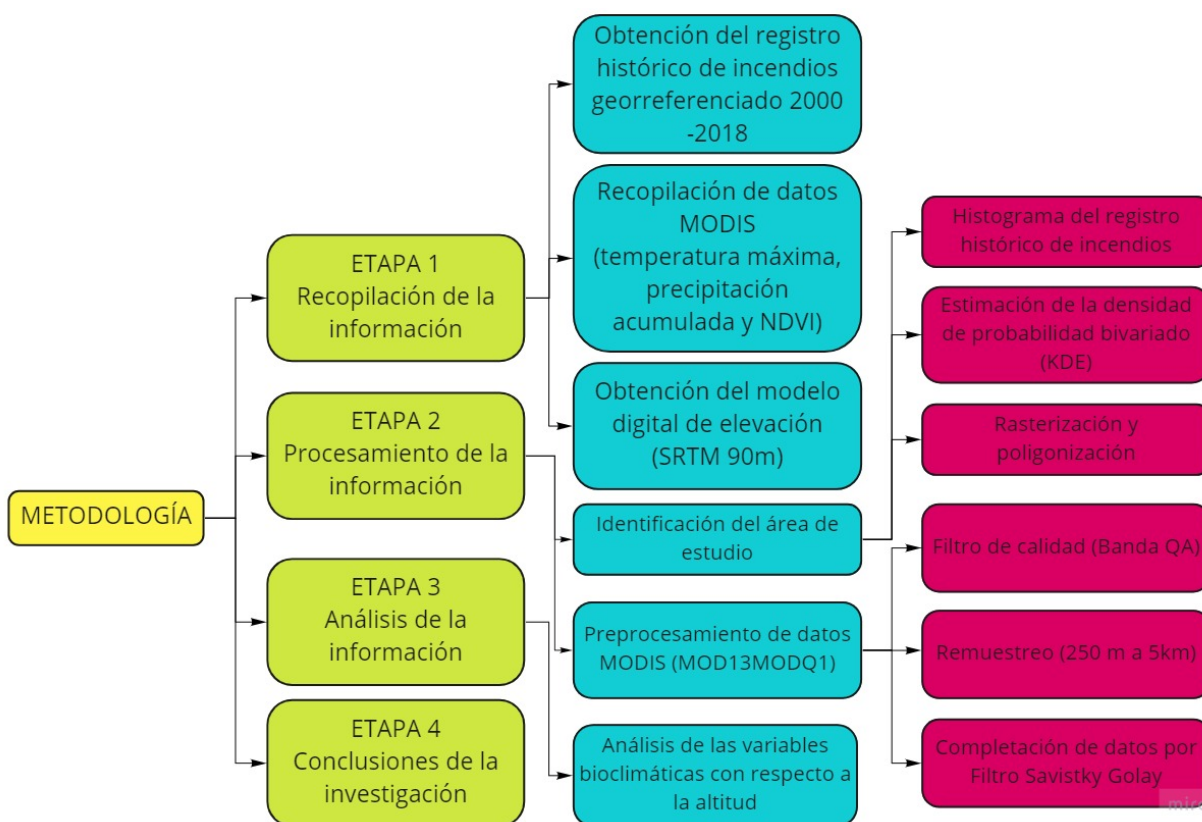 METODOLOGÍA
ETAPA 1
Recopilación de la
información
ETAPA 2
Procesamiento de la
información
ETAPA 3
Análisis de la
información
ETAPA 4
Conclusiones de la
investigación
Obtención del registro
histórico de incendios
georreferenciado 2000
-2018
Recopilación de datos
MODIS
(temperatura máxima,
precipitación
acumulada y NDVI)
Obtención del modelo
digital de elevación
(SRTM 90m)
Identificación del área de
estudio
Preprocesamiento de datos
MODIS (MOD13MODQ1)
Análisis de las variables
bioclimáticas con respecto a
la altitud
Histograma del registro
histórico de incendios
Estimación de la densidad
de probabilidad bivariado
(KDE)
Rasterización y
poligonización
Filtro de calidad (Banda QA)
Remuestreo (250 m a 5km)
Completación de datos por
Filtro Savistky Golay